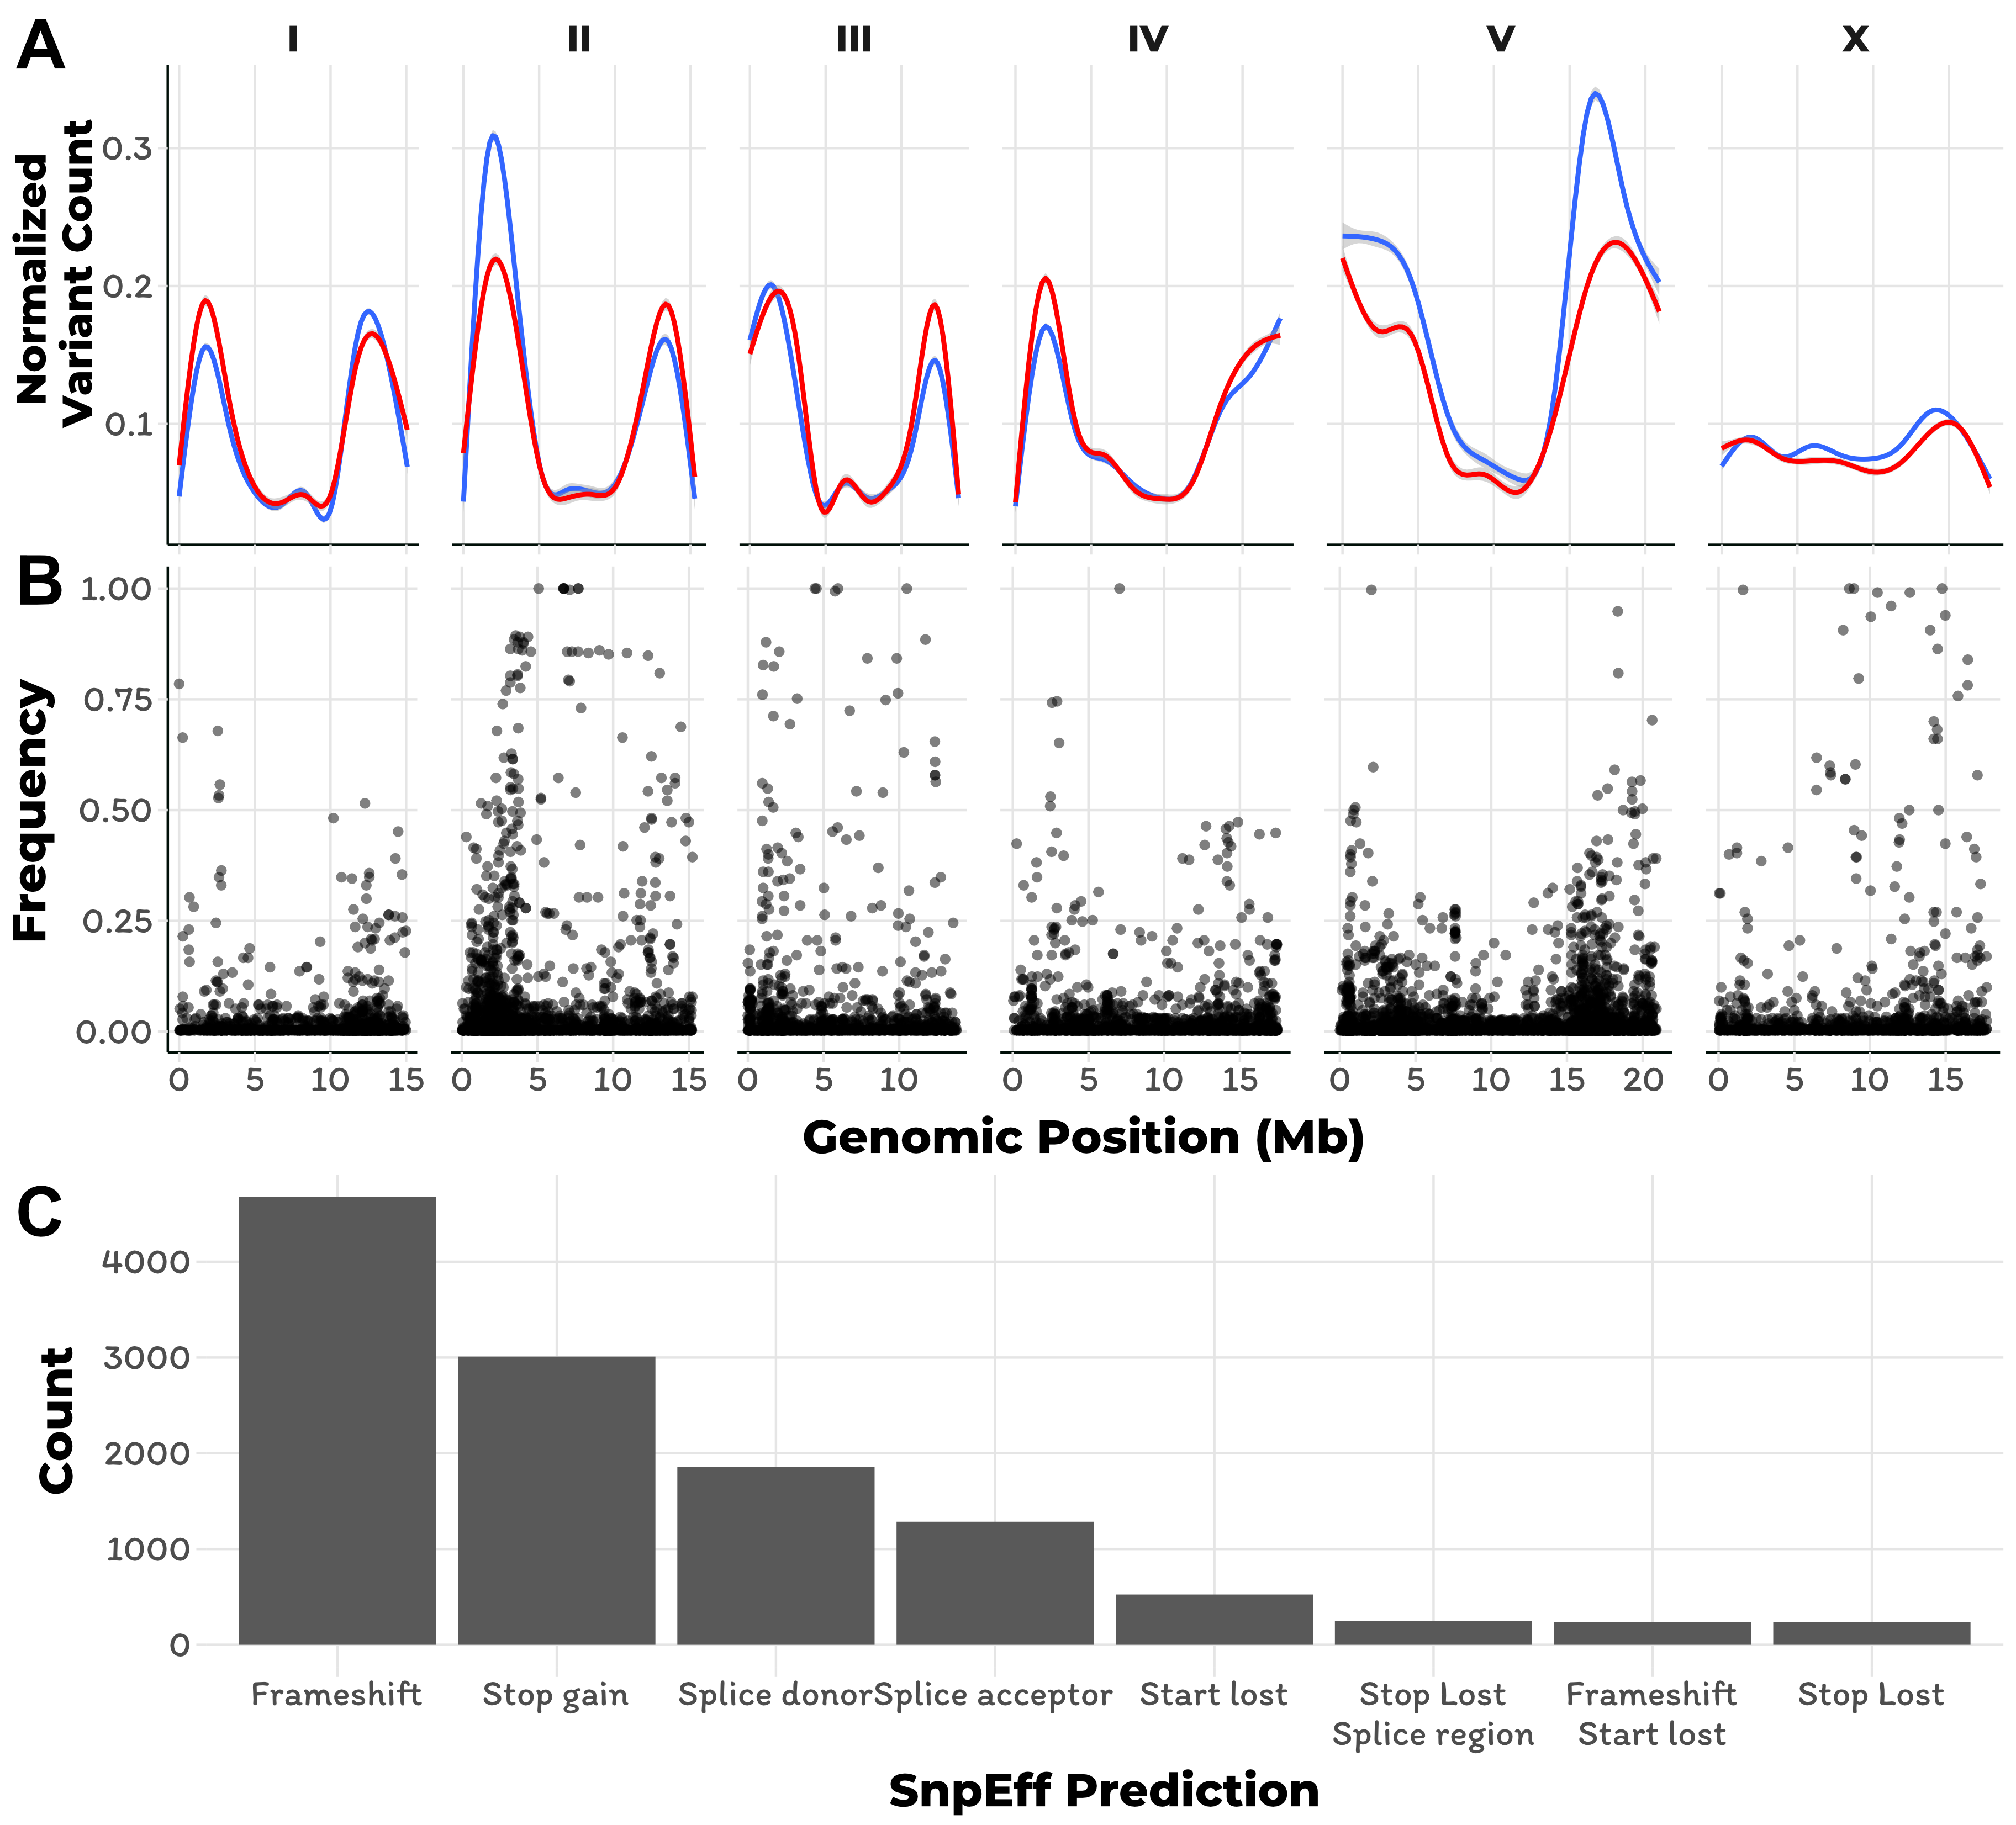 A
I II III IV V X
Normalized
Variant Count
0.3
0.2
0.1
B
Frequency
1.00
0.75
0.50
0.25
0.00
0 5 10 15 0 5 10 15 0 5 10 0 5 10 15 0 5 10 15 20 0 5 10 15
Genomic Position (Mb)
C
Count
4000
3000
2000
1000
0
Frameshift Stop gain Splice donor Splice acceptor Start lost Stop Lost Frameshift Stop Lost
Splice region Start lost
SnpEff Prediction